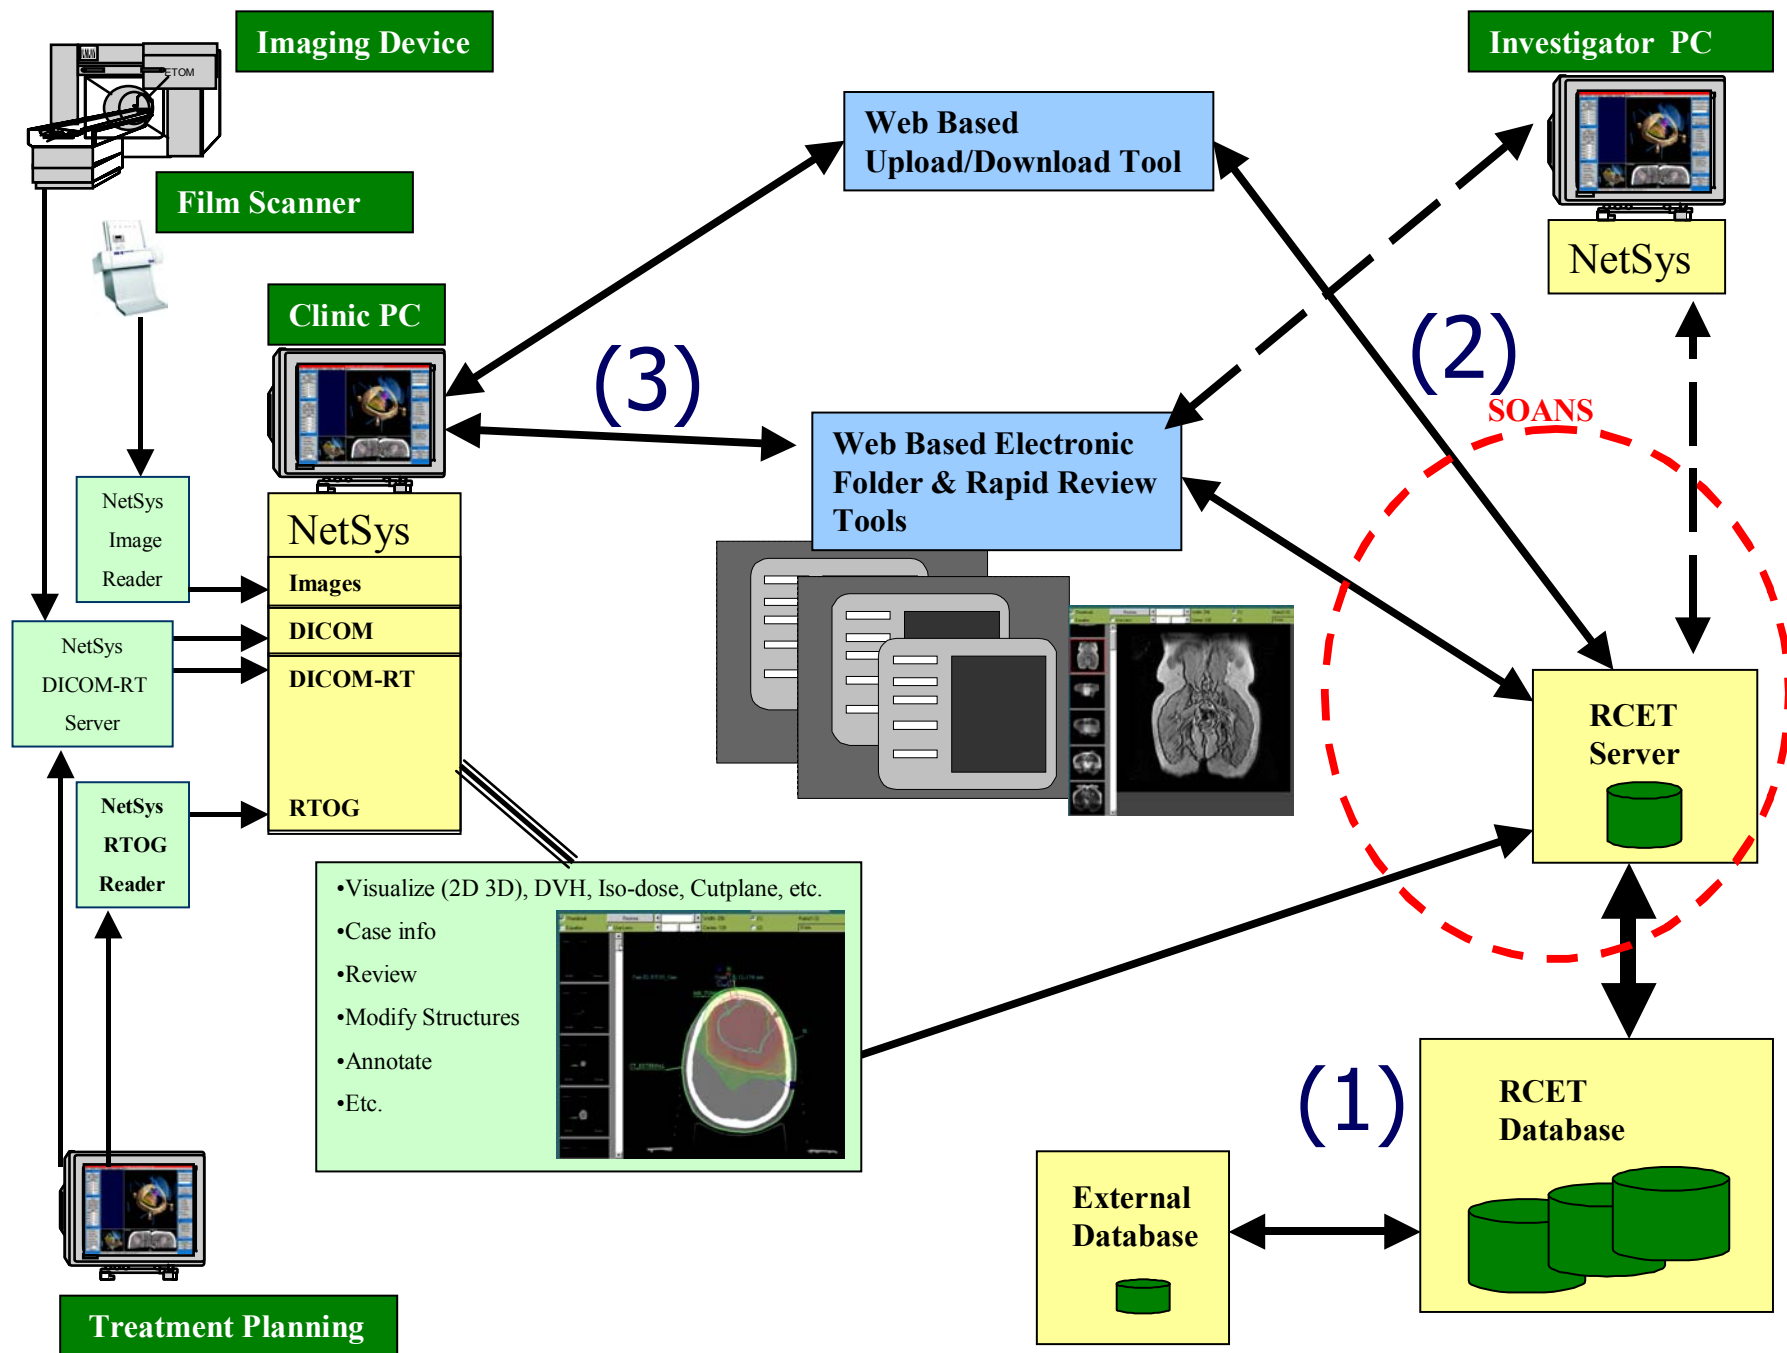 Imaging Device
Investigator  PC
ETOM
Web Based
Upload/Download Tool
Film Scanner
NetSys
Clinic PC
(2)
(3)
SOANS
Web Based Electronic
Folder & Rapid Review
Tools
NetSys
Image
Reader
NetSys
Images
DICOM
DICOM-RT
RTOG
NetSys
DICOM-RT
Server
RCET
Server
NetSys
RTOG
Reader
•Visualize (2D 3D), DVH, Iso-dose, Cutplane, etc.
•Case info
•Review
•Modify Structures
•Annotate
•Etc.
(1)
RCET
Database
External
Database
Treatment Planning